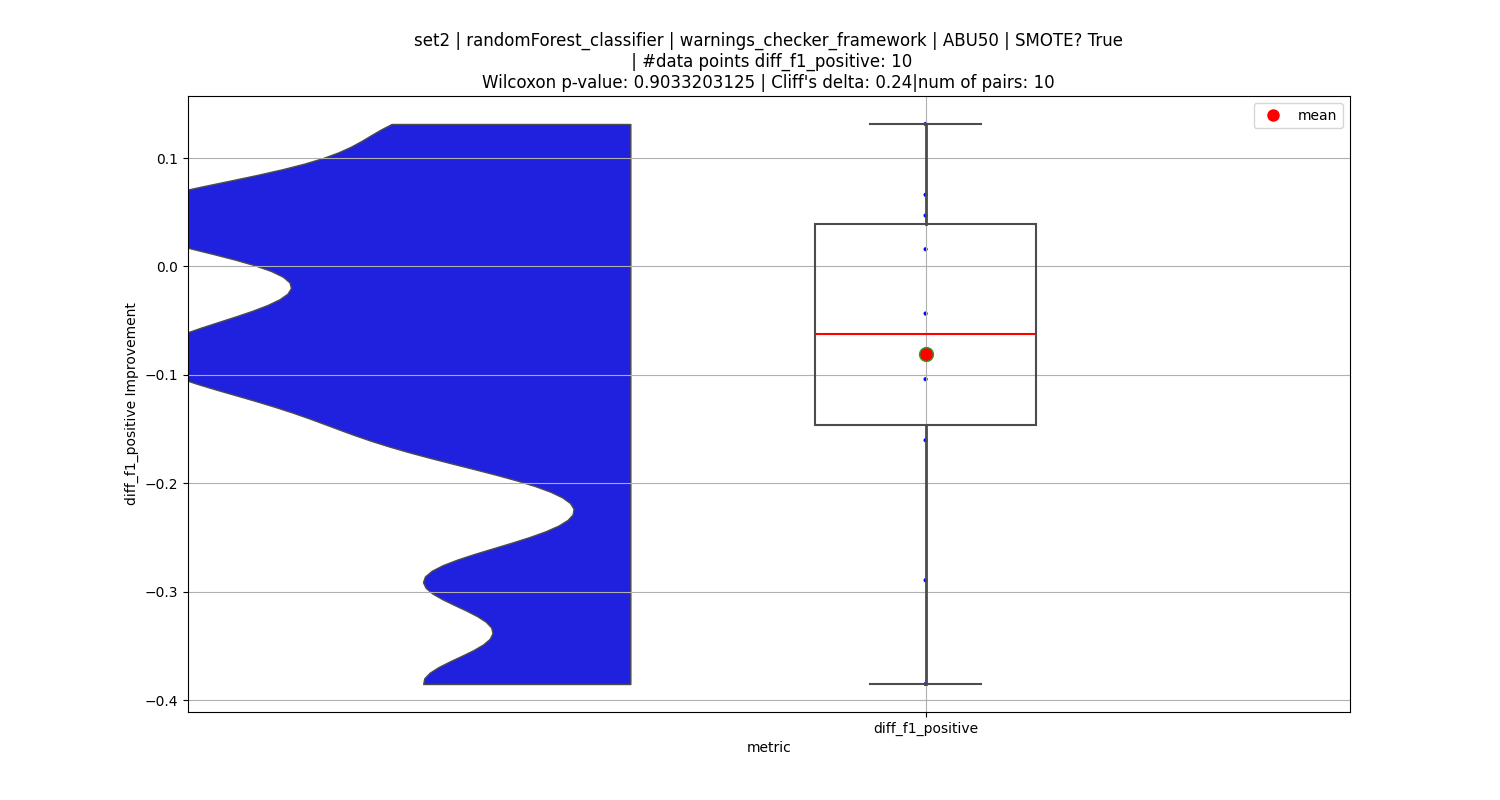 set2 | randomForest_classifier | warnings_checker_framework | ABU50 | SMOTE? True
| #data points diff_f1_positive: 10
Wilcoxon p-value: 0.9033203125 | Cliff's delta: 0.24|num of pairs: 10
mean
0.1
0.0
−0.1
−0.2
−0.3
−0.4
diff_f1_positive Improvement
diff_f1_positive
metric